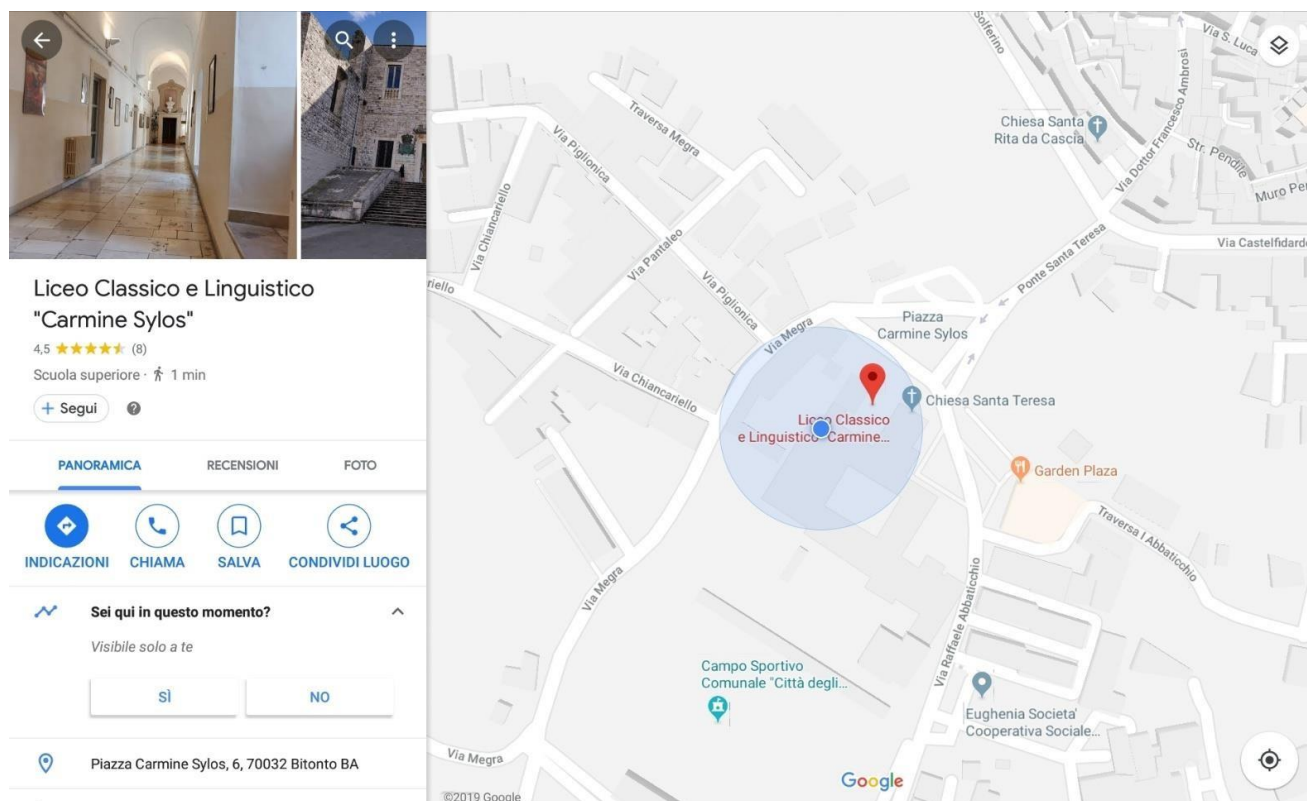 Liceo Classico e Linguistico
"Carmine Sylos"
4,5
(8)
Scuola superiore · 1 min
+ Segui
PANORAMICA
RECENSIONI
FOTO
INDICAZIONI
CHIAMA
SALVA
CONDIVIDI LUOGO
Sei qui in questo momento?
Visibile solo a te
SÌ
NO
Piazza Carmine Sylos, 6, 70032 Bitonto BA
Solferino
Via S. Luca
Chiesa Santa
Rita da Cascia
Via Dottor Francesco Ambrosi
Str. Pendite
Muro Per
Traversa Megra
Via Piglionica
Via Chiancariello
Via Pantaleo
Ponte Santa Teresa
Via Castelfidardo
riello
Via Piglionica
Via Megra
Piazza
Carmine Sylos
Via Chiancariello
Chiesa Santa Teresa
Liceo Classico
e Linguistico "Carmine...
Garden Plaza
Traversa I Abbaticchio
Via Megra
Via Raffaele Abbaticchio
Campo Sportivo
Comunale "Città degli...
Eughenia Societa'
Cooperativa Sociale...
Via Megra
Google
©2019 Google